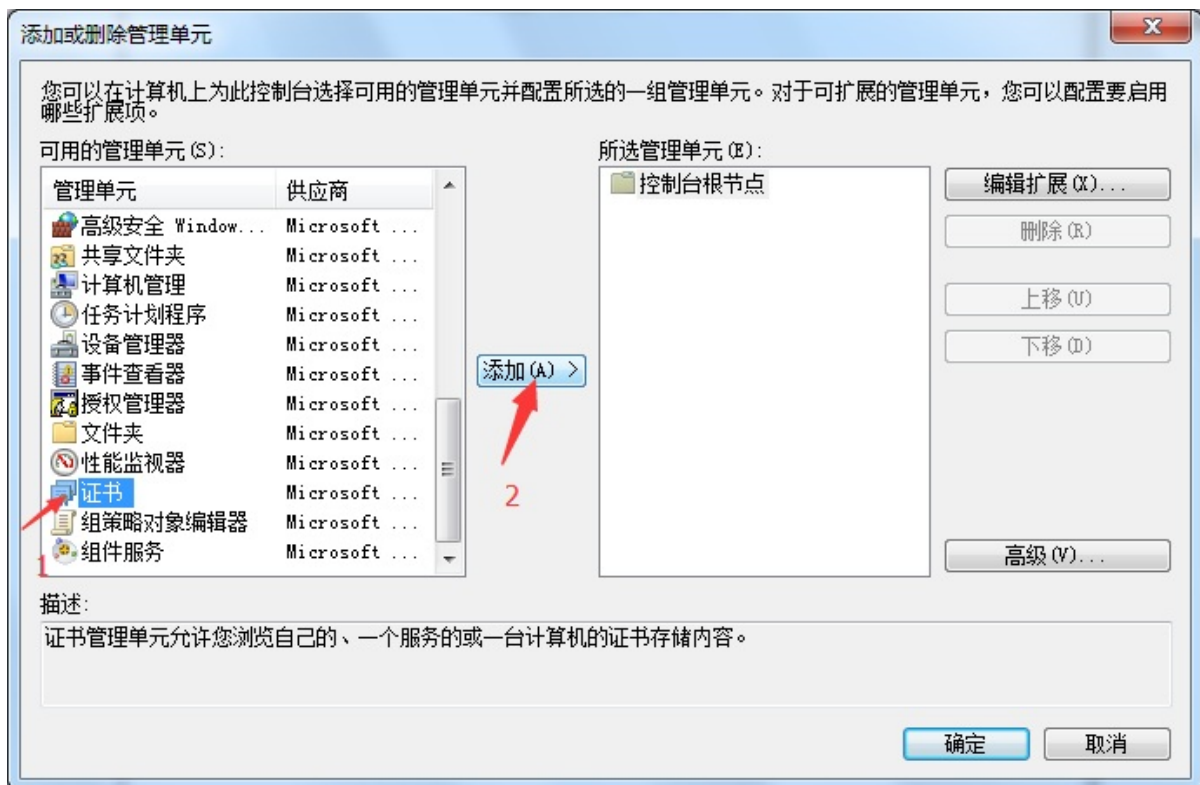 添加或删除管理单元
您可以在计算机上为此控制台选择可用的管理单元并配置所选的一组管理单元。对于可扩展的管理单元，您可以配置要启用
哪些扩展项。
可用的管理单元(S):
所选管理单元(E):
管理单元 供应商
高级安全 Window... Microsoft ...
共享文件夹 Microsoft ...
计算机管理 Microsoft ...
任务计划程序 Microsoft ...
设备管理器 Microsoft ...
事件查看器 Microsoft ...
授权管理器 Microsoft ...
文件夹 Microsoft ...
性能监视器 Microsoft ...
证书 Microsoft ...
组策略对象编辑器 Microsoft ...
组件服务 Microsoft ...
1
添加(A) >
2
控制台根节点
编辑扩展(X)...
删除(R)
上移(U)
下移(D)
高级(V)...
描述:
证书管理单元允许您浏览自己的、一个服务的或一台计算机的证书存储内容。
确定
取消